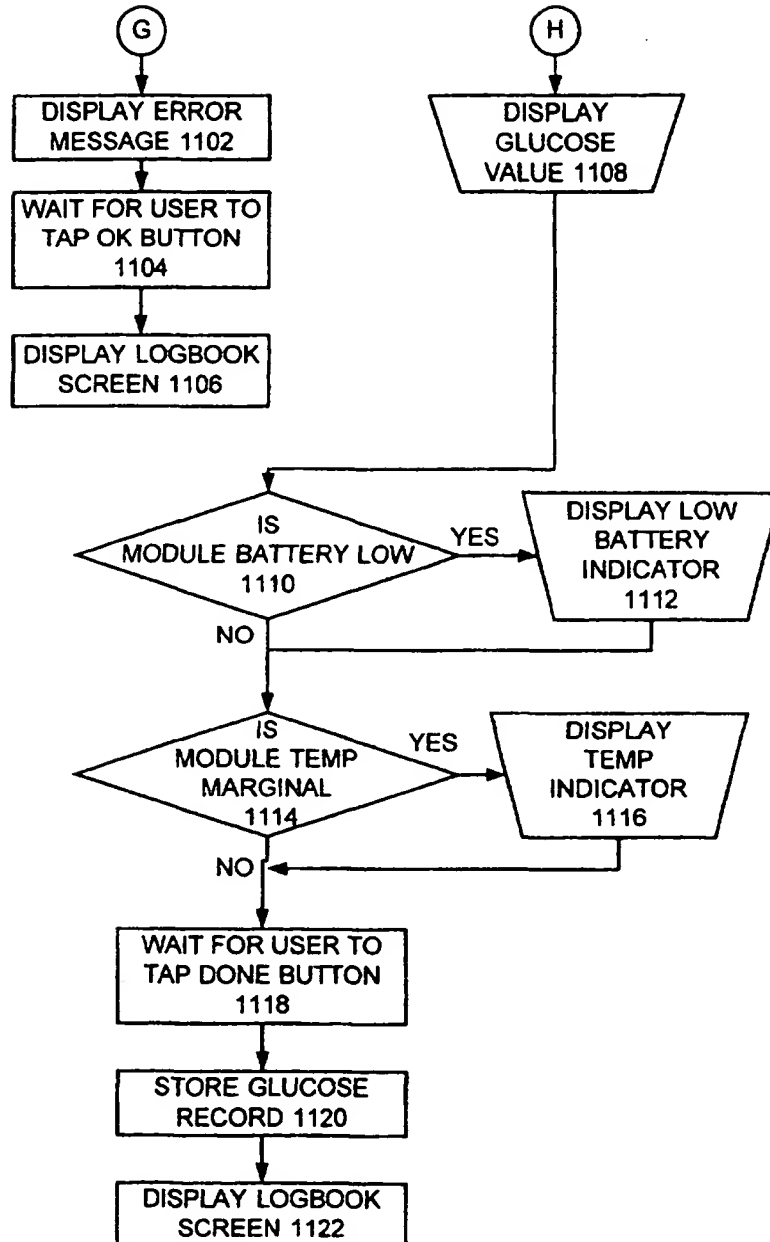 G
DISPLAY ERROR
MESSAGE 1102
WAIT FOR USER TO
TAP OK BUTTON
1104
DISPLAY LOGBOOK
SCREEN 1106
H
DISPLAY
GLUCOSE
VALUE 1108
IS
MODULE BATTERY LOW
1110
YES
DISPLAY LOW
BATTERY
INDICATOR
1112
NO
IS
MODULE TEMP
MARGINAL
1114
YES
DISPLAY
TEMP
INDICATOR
1116
NO
WAIT FOR USER TO
TAP DONE BUTTON
1118
STORE GLUCOSE
RECORD 1120
DISPLAY LOGBOOK
SCREEN 1122